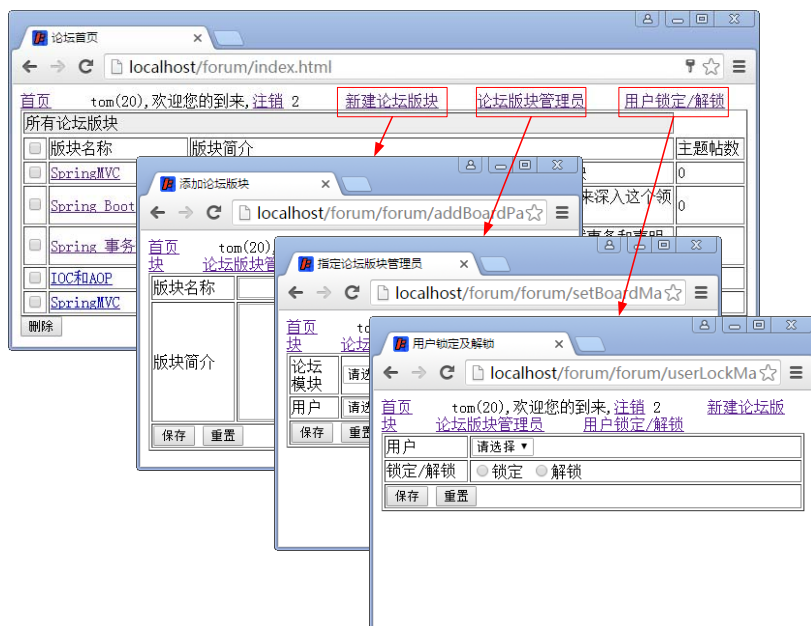 论坛首页
localhost/forum/index.html
首页 tom(20),欢迎您的到来,注销 2 新建论坛版块 论坛版块管理员 用户锁定/解锁
所有论坛版块
版块名称 版块简介 主题帖数
SpringMVC 0
Spring Boot 来深入这个领 0
Spring 事务
IOC和AOP
SpringMVC
删除
添加论坛版块
localhost/forum/forum/addBoardPa
首页 tom(20),
块 论坛版块管
版块名称
版块简介
保存 重置
指定论坛版块管理员
localhost/forum/forum/setBoardMa
首页
块
论坛
模块 请选
用户 请选
保存
用户锁定及解锁
localhost/forum/forum/userLockMa
首页 tom(20),欢迎您的到来,注销 2 新建论坛版
块 论坛版块管理员 用户锁定/解锁
用户 请选择
锁定/解锁 锁定 解锁
保存 重置